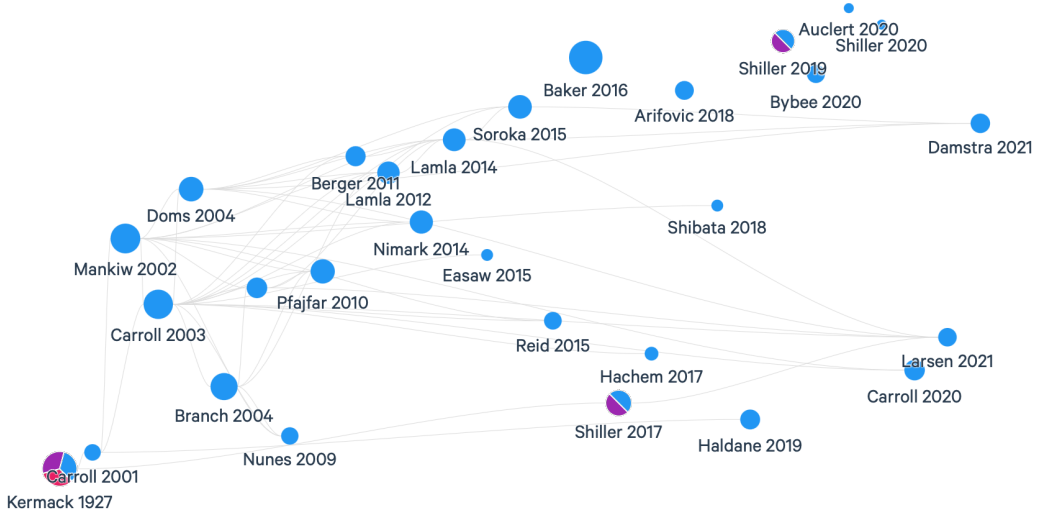 Auclert 2020
Shiller 2020
Shiller 2019
Baker 2016
Bybee 2020
Arifovic 2018
Soroka 2015
Damstra 2021
Lamla 2014
Berger 2011
Lamla 2012
Doms 2004
Shibata 2018
Nimark 2014
Mankiw 2002
Easaw 2015
Pfajfar 2010
Carroll 2003
Reid 2015
Larsen 2021
Hachem 2017
Carroll 2020
Branch 2004
Shiller 2017
Haldane 2019
Nunes 2009
Carroll 2001
Kermack 1927